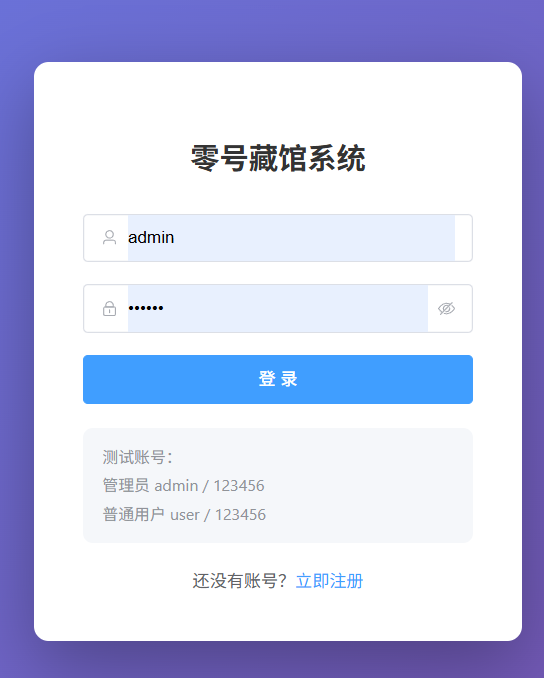 零号藏馆系统
admin
••••••
登 录
测试账号：
管理员 admin / 123456
普通用户 user / 123456
还没有账号？立即注册